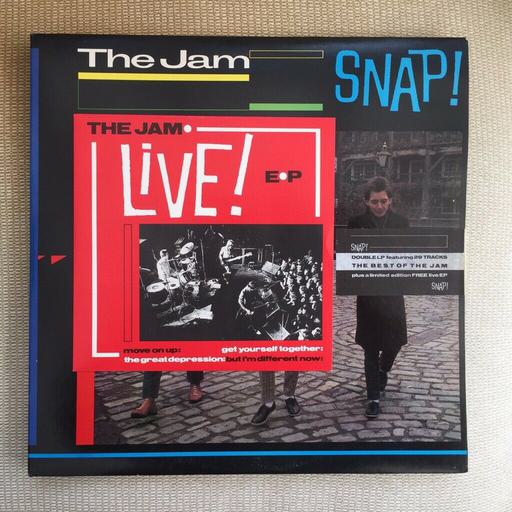 The Jam
SNAP!
THE JAM
LiVE!
E•P
SNAP!
DOUBLE LP featuring 29 TRACKS
THE BEST OF THE JAM
plus a limited edition FREE live EP
SNAP!
move on up:
get yourself together:
the great depression:
but i'm different now: